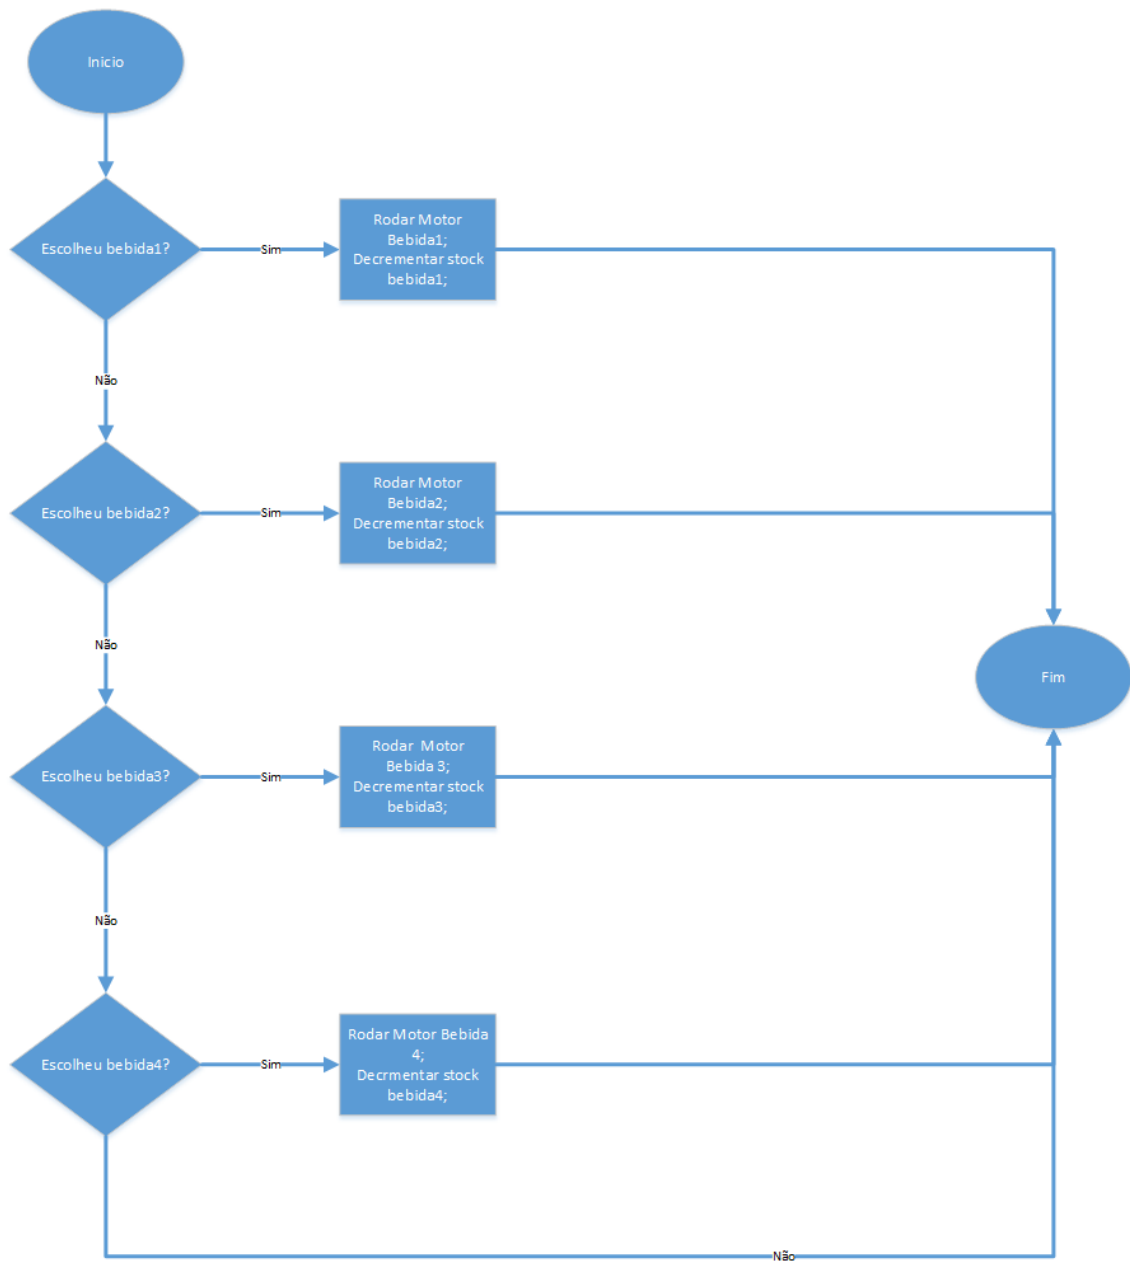 Inicio
Escolheu bebida1?
Sim
Rodar Motor
Bebida1;
Decrementar stock
bebida1;
Não
Escolheu bebida2?
Sim
Rodar Motor
Bebida2;
Decrementar stock
bebida2;
Não
Fim
Escolheu bebida3?
Sim
Rodar Motor
Bebida 3;
Decrementar stock
bebida3;
Não
Escolheu bebida4?
Sim
Rodar Motor Bebida
4;
Decrmentar stock
bebida4;
Não